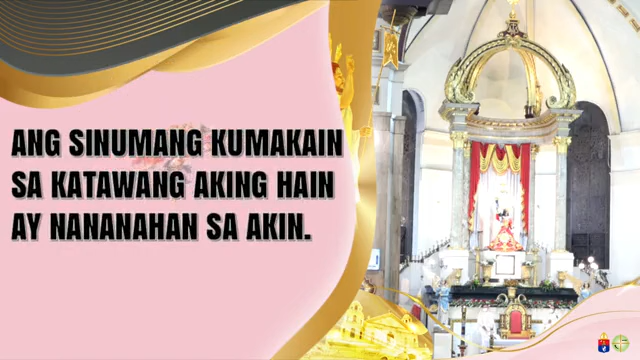 ANG SINUMANG KUMAKAIN
SA KATAWANG AKING HAIN
AY NANANAHAN SA AKIN.